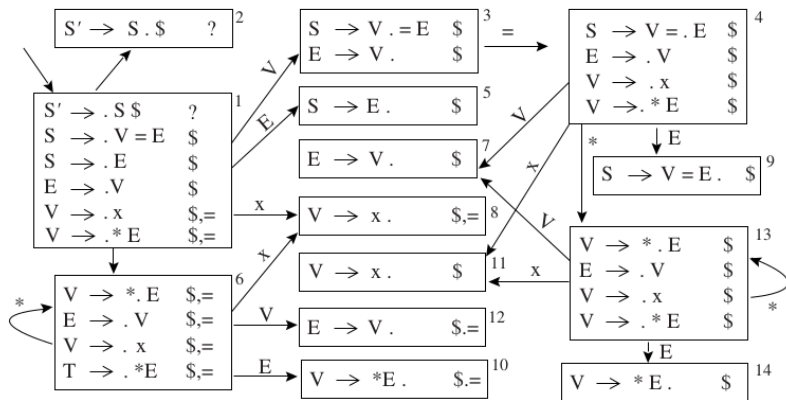 S′ → S . $ ?
2
S′ → . S $ ?
S → . V = E $
S → . E $
E → .V $
V → . x $,=
V → . * E $,=
1
V → *. E $,=
E → . V $,=
V → . x $,=
T → . *E $,=
6
*
V
E
x
x
V
E
S → V . = E $
E → V . $
3
S → E . $
5
E → V . $
7
V → x . $,=
8
V → x . $
11
E → V . $.=
12
V → *E . $.=
10
=
S → V = . E $
E → . V $
V → . x $
V → . * E $
4
V
x
*
E
S → V = E . $
9
V
x
V → *. E $
E → . V $
V → . x $
V → . * E $
13
*
E
V → * E . $
14